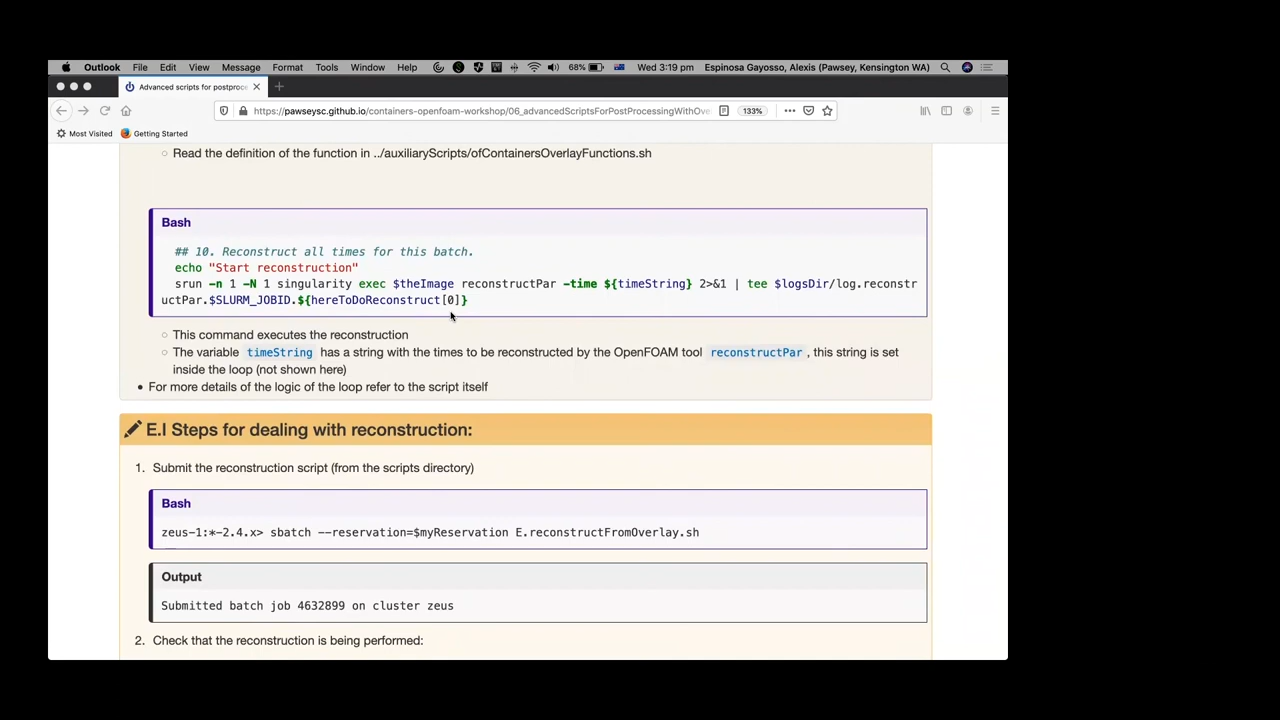 Outlook File Edit View Message Format Tools Window Help 68% Wed 3:19 pm Espinosa Gayosso, Alexis (Pawsey, Kensington WA)
Advanced scripts for postproce
https://pawseysc.github.io/containers-openfoam-workshop/06_advancedScriptsForPostProcessingWithOve 133%
Most Visited Getting Started
Read the definition of the function in ../auxiliaryScripts/ofContainersOverlayFunctions.sh
Bash
## 10. Reconstruct all times for this batch.
echo "Start reconstruction"
srun -n 1 -N 1 singularity exec $theImage reconstructPar -time ${timeString} 2>&1 | tee $logsDir/log.reconstr
uctPar.$SLURM_JOBID.${hereToDoReconstruct[0]}
This command executes the reconstruction
The variable timeString has a string with the times to be reconstructed by the OpenFOAM tool reconstructPar, this string is set
inside the loop (not shown here)
For more details of the logic of the loop refer to the script itself
E.I Steps for dealing with reconstruction:
1. Submit the reconstruction script (from the scripts directory)
Bash
zeus-1:*-2.4.x> sbatch --reservation=$myReservation E.reconstructFromOverlay.sh
Output
Submitted batch job 4632899 on cluster zeus
2. Check that the reconstruction is being performed: